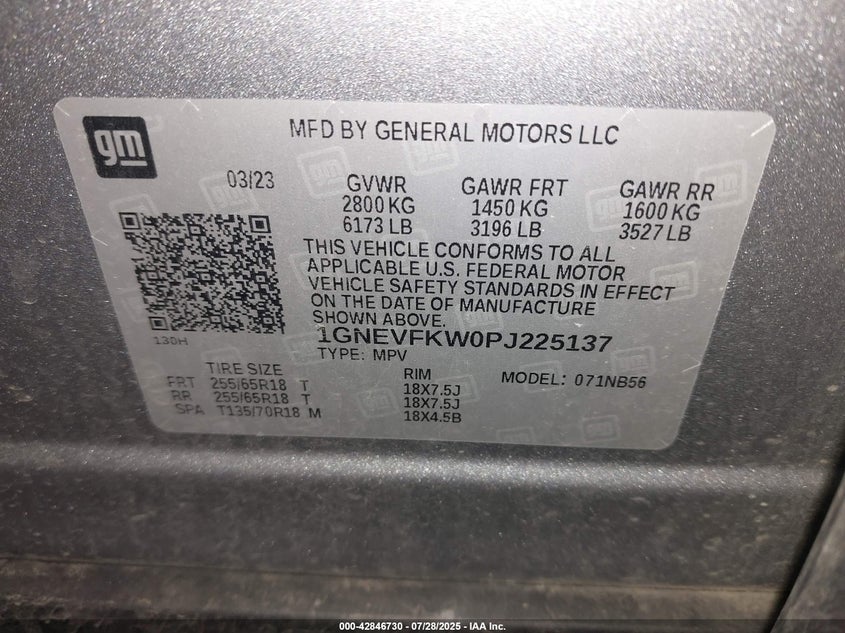 gm
MFD BY GENERAL MOTORS LLC
03/23
GVWR GAWR FRT GAWR RR
2800 KG 1450 KG 1600 KG
6173 LB 3196 LB 3527 LB
THIS VEHICLE CONFORMS TO ALL
APPLICABLE U.S. FEDERAL MOTOR
VEHICLE SAFETY STANDARDS IN EFFECT
ON THE DATE OF MANUFACTURE
SHOWN ABOVE.
130H
1GNEVFKW0PJ225137
TYPE: MPV
TIRE SIZE RIM MODEL: 071NB56
FRT 255/65R18 T 18X7.5J
RR 255/65R18 T 18X7.5J
SPA T135/70R18 M 18X4.5B
000-42846730 - 07/28/2025 - IAA Inc.